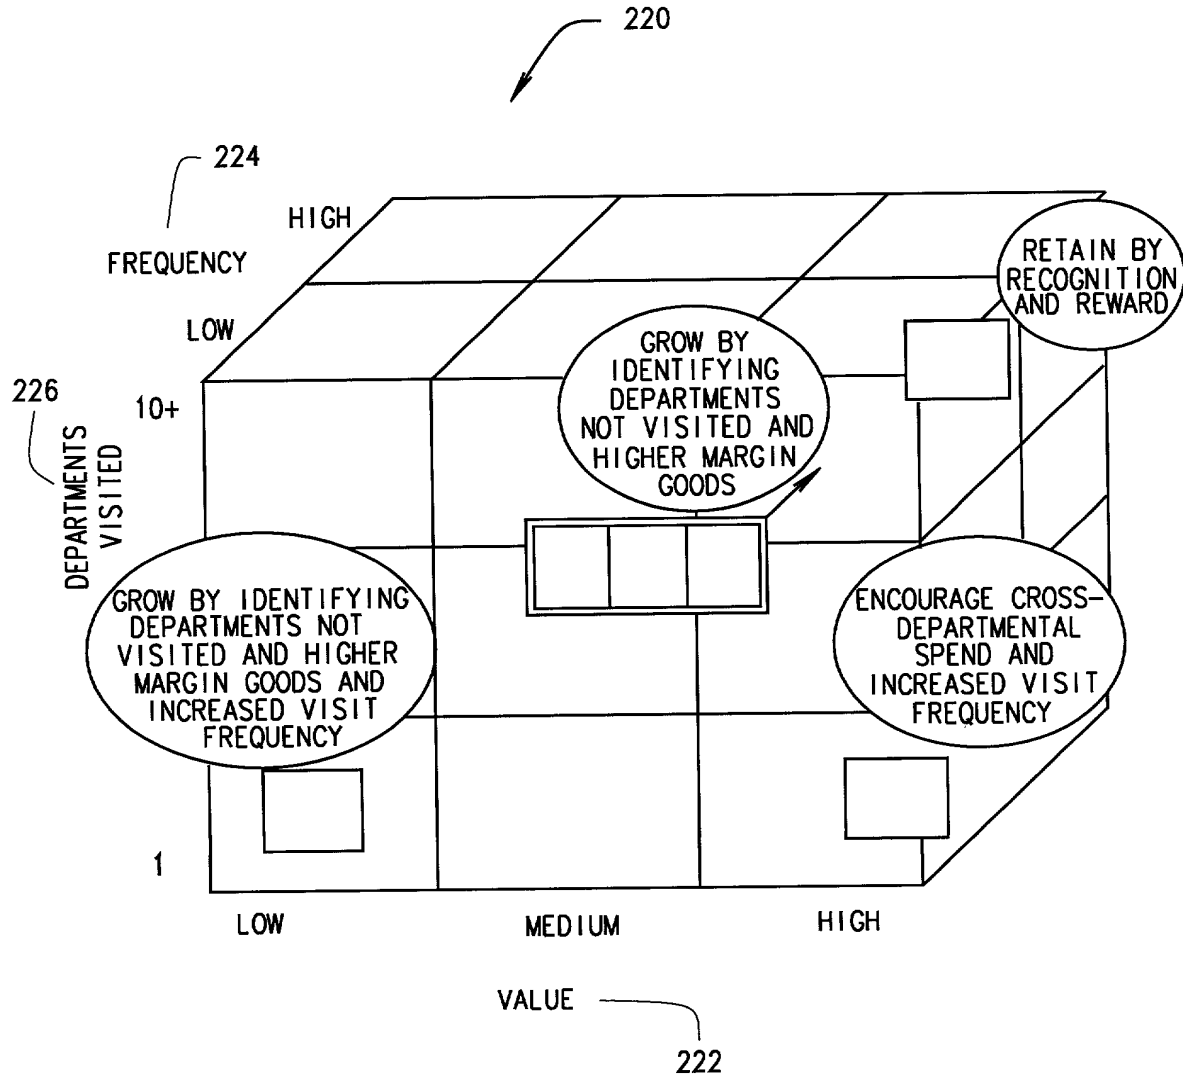 220
224
HIGH
FREQUENCY
LOW
RETAIN BY
RECOGNITION
AND REWARD
GROW BY
IDENTIFYING
DEPARTMENTS
NOT VISITED AND
HIGHER MARGIN
GOODS
226
10+
DEPARTMENTS
VISITED
GROW BY IDENTIFYING
DEPARTMENTS NOT
VISITED AND HIGHER
MARGIN GOODS AND
INCREASED VISIT
FREQUENCY
ENCOURAGE CROSS-
DEPARTMENTAL
SPEND AND
INCREASED VISIT
FREQUENCY
1
LOW
MEDIUM
HIGH
VALUE
222